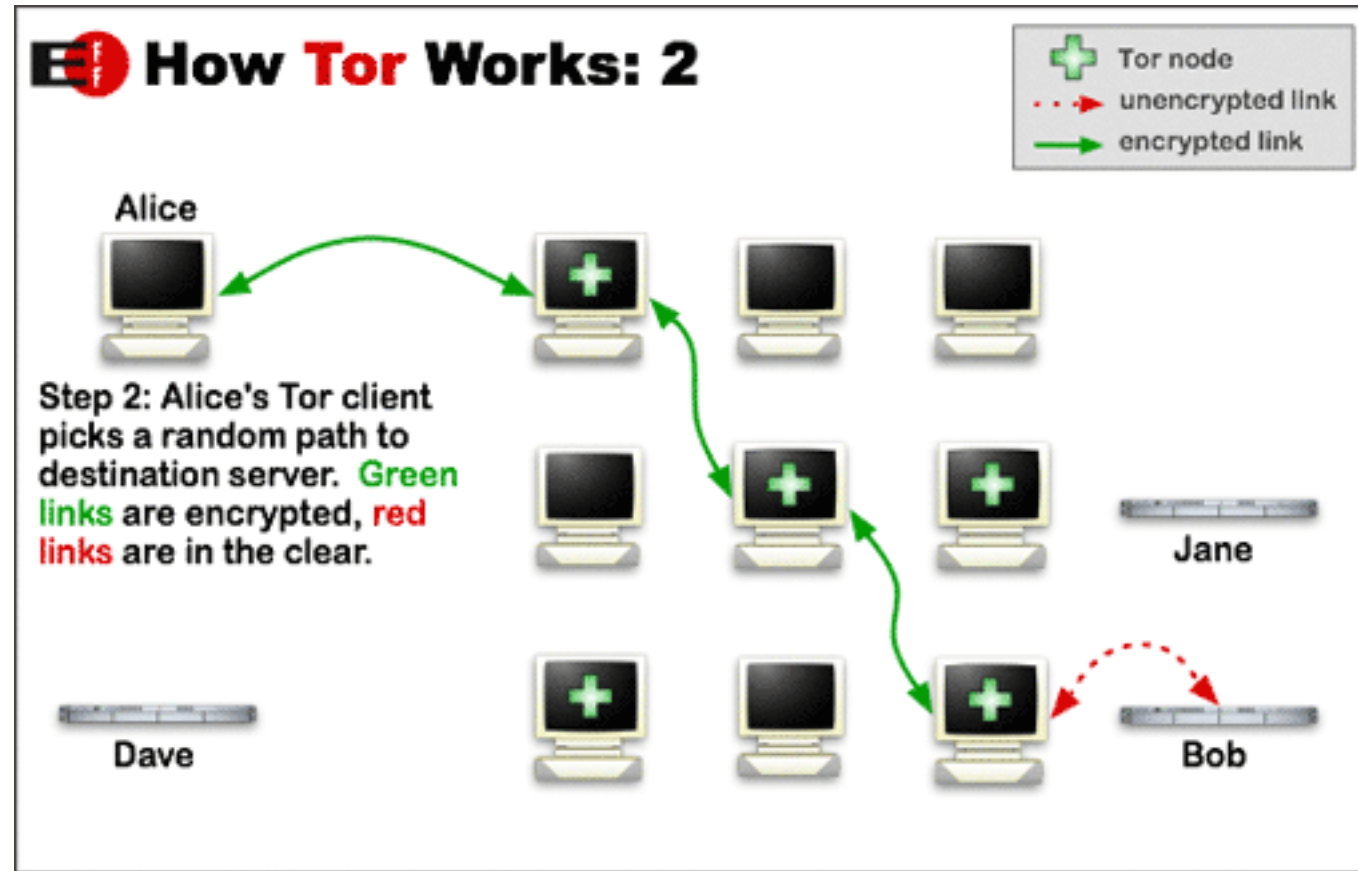 EFF How Tor Works: 2
Tor node
unencrypted link
encrypted link
Alice
Step 2: Alice's Tor client
picks a random path to
destination server. Green
links are encrypted, red
links are in the clear.
Jane
Dave
Bob